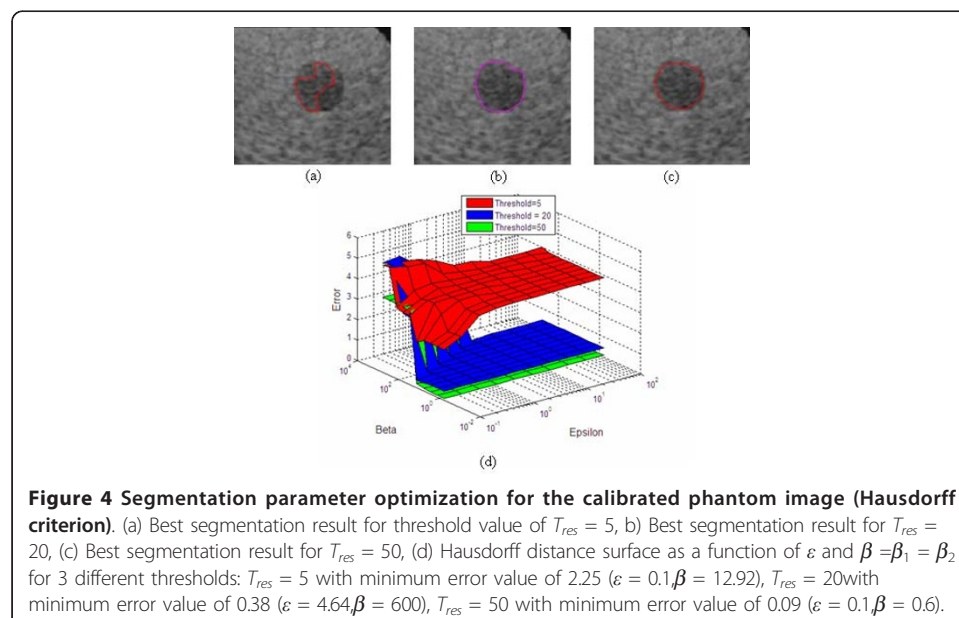 (a)
(b)
(c)
Threshold=5
Threshold = 20
Threshold=50
6
5
4
3
2
1
0
Error
10^4
10^2
10^0
10^-2
Beta
10^-1
10^0
10^1
10^2
Epsilon
(d)
Figure 4 Segmentation parameter optimization for the calibrated phantom image (Hausdorff
criterion). (a) Best segmentation result for threshold value of T_res = 5, b) Best segmentation result for T_res =
20, (c) Best segmentation result for T_res = 50, (d) Hausdorff distance surface as a function of ε and β =β₁ = β₂
for 3 different thresholds: T_res = 5 with minimum error value of 2.25 (ε = 0.1,β = 12.92), T_res = 20with
minimum error value of 0.38 (ε = 4.64,β = 600), T_res = 50 with minimum error value of 0.09 (ε = 0.1,β = 0.6).